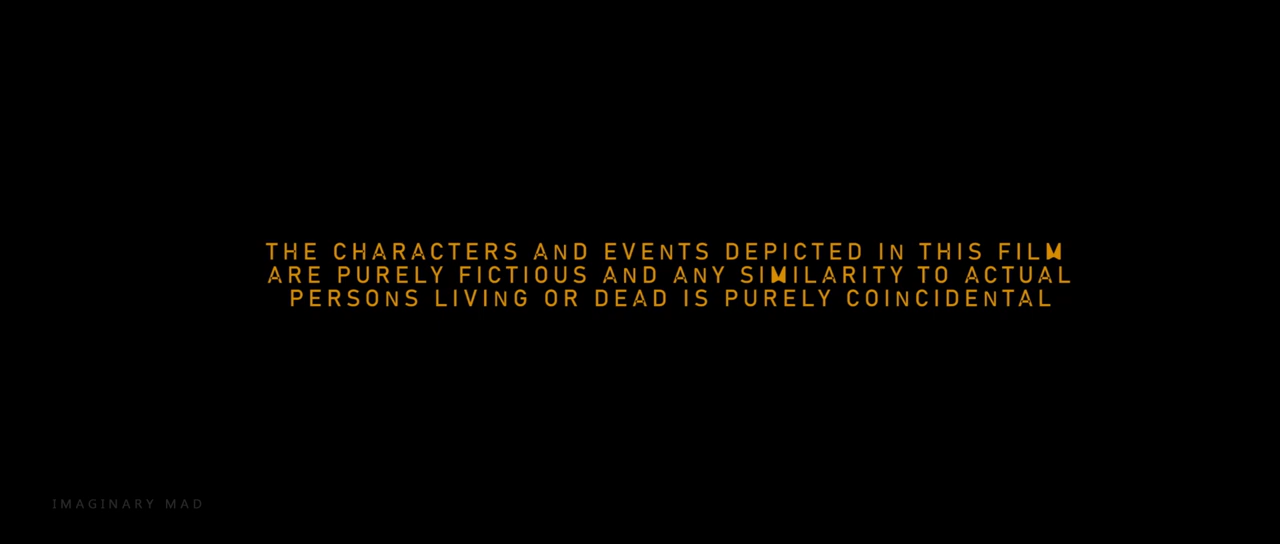 THE CHARACTERS AND EVENTS DEPICTED IN THIS FILM
ARE PURELY FICTIOUS AND ANY SIMILARITY TO ACTUAL
PERSONS LIVING OR DEAD IS PURELY COINCIDENTAL
IMAGINARY MAD